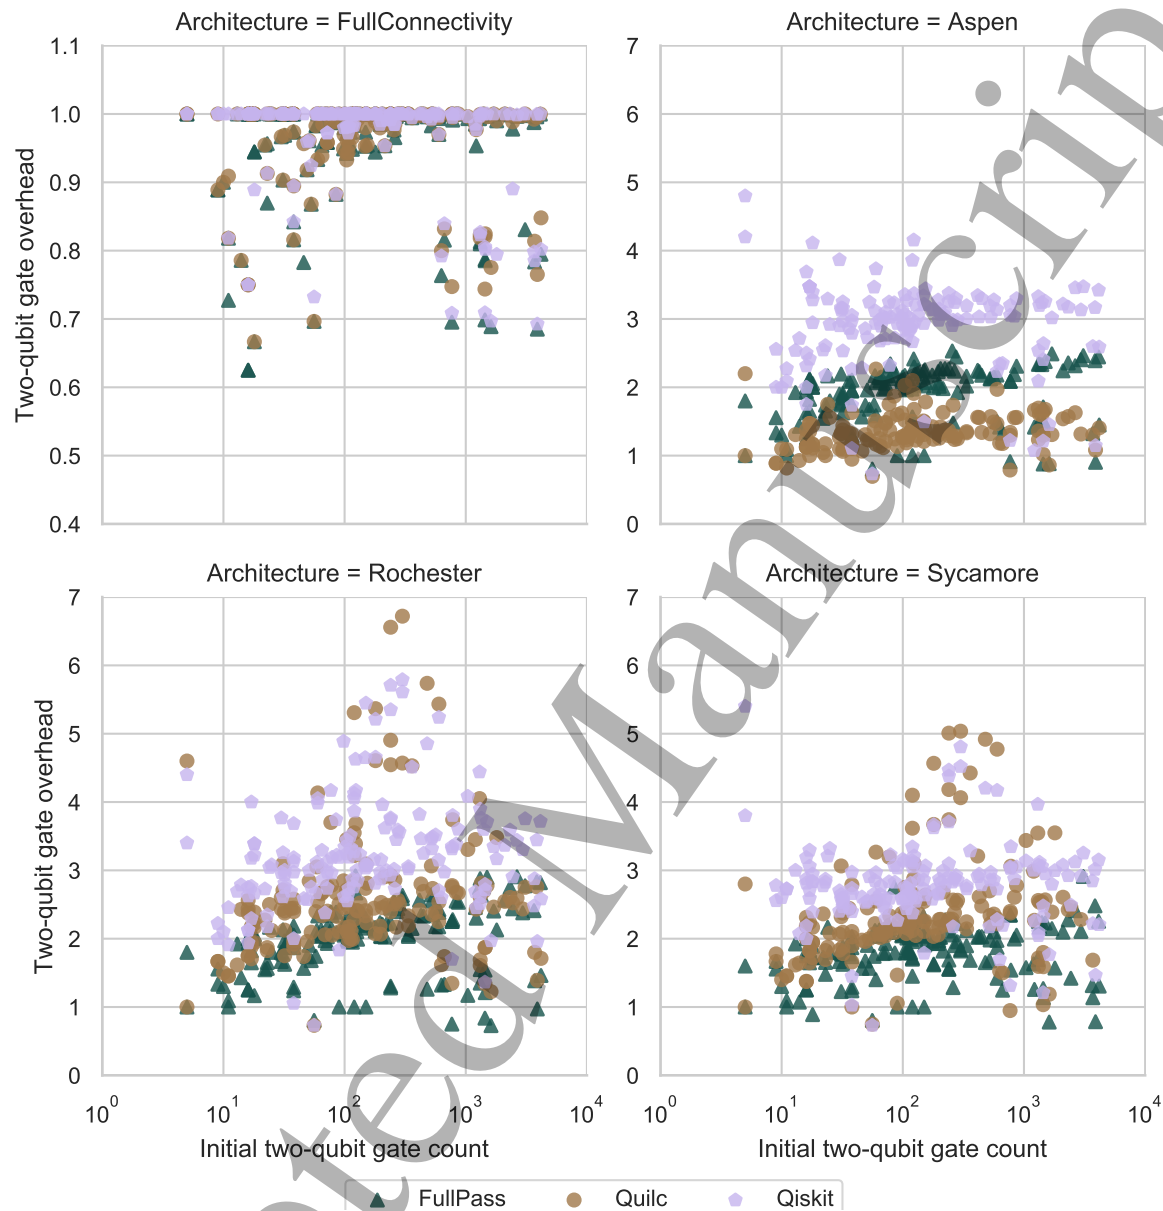 Architecture = FullConnectivity
Architecture = Aspen
1.1
1.0
0.9
0.8
0.7
0.6
0.5
0.4
Two-qubit gate overhead
7
6
5
4
3
2
1
0
Architecture = Rochester
Architecture = Sycamore
7
6
5
4
3
2
1
0
Two-qubit gate overhead
7
6
5
4
3
2
1
0
10^0 10^1 10^2 10^3 10^4
10^0 10^1 10^2 10^3 10^4
Initial two-qubit gate count
Initial two-qubit gate count
FullPass Quilc Qiskit
ted Manuscrip